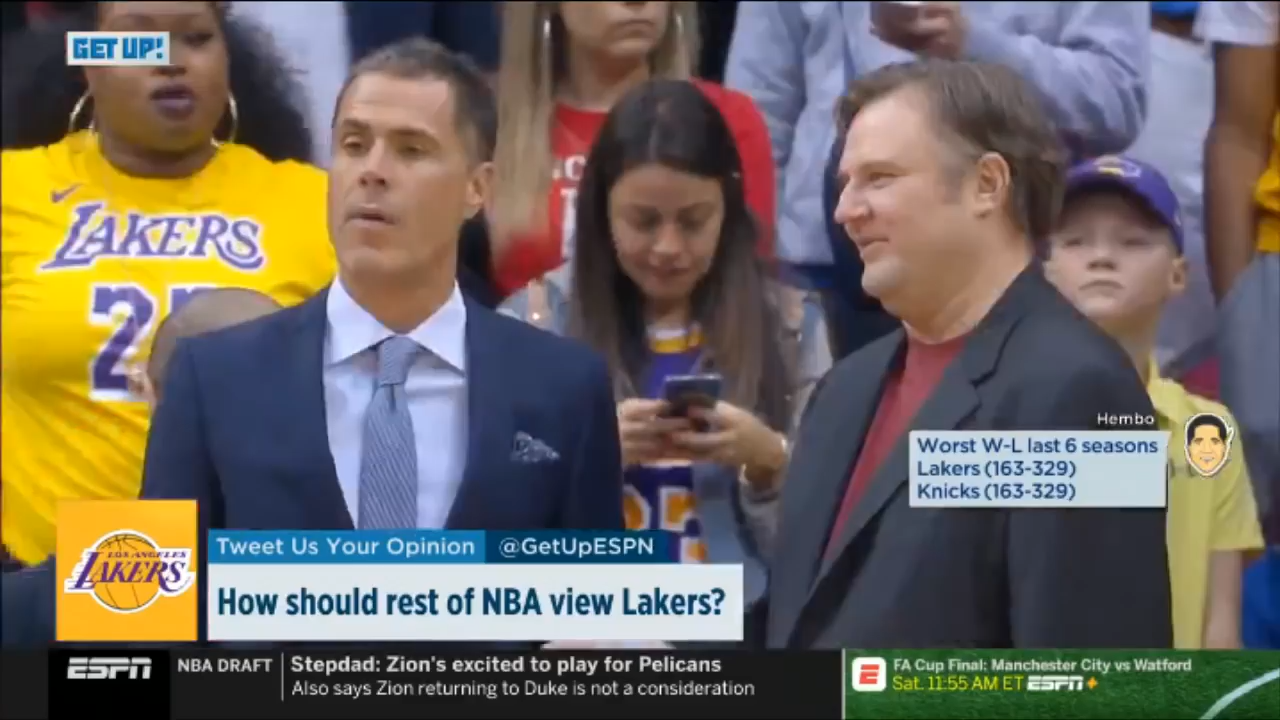 GET UP!
LAKERS
2
Hembo
Worst W-L last 6 seasons
Lakers (163-329)
Knicks (163-329)
LOS ANGELES
LAKERS
Tweet Us Your Opinion
@GetUpESPN
How should rest of NBA view Lakers?
ESPN
NBA DRAFT
Stepdad: Zion's excited to play for Pelicans
Also says Zion returning to Duke is not a consideration
E
FA Cup Final: Manchester City vs Watford
Sat. 11:55 AM ET ESPN+